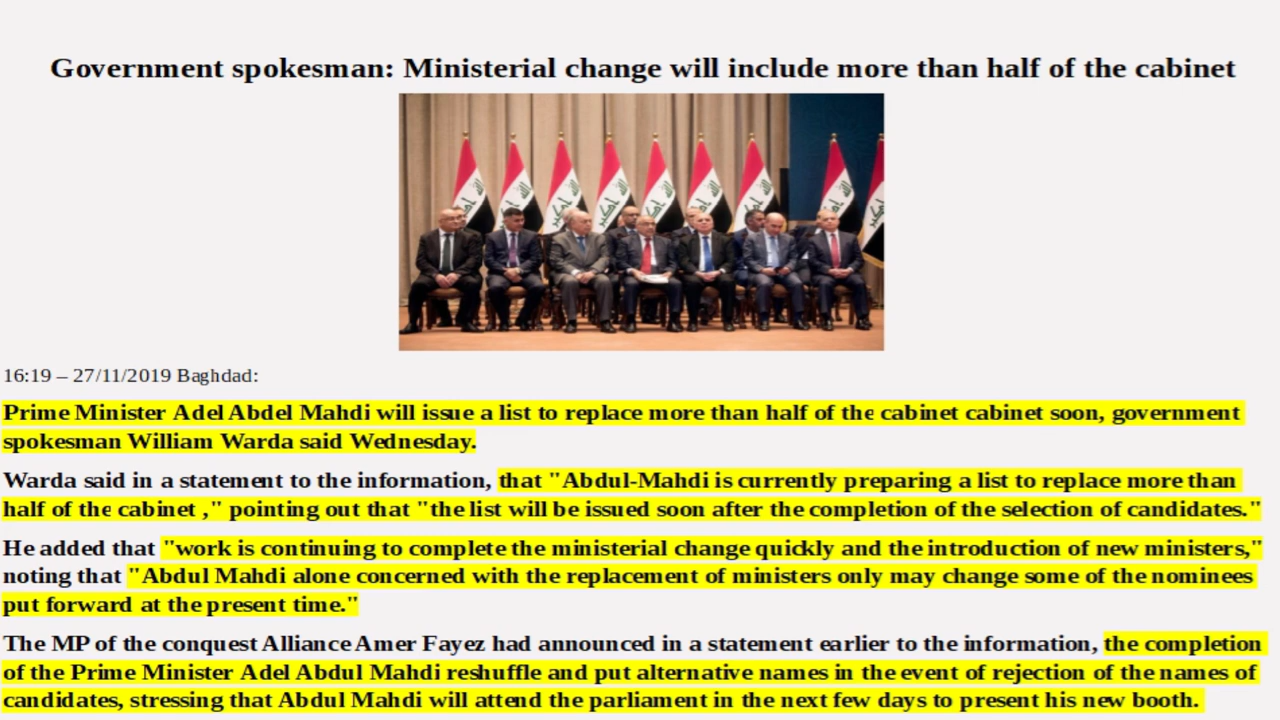 Government spokesman: Ministerial change will include more than half of the cabinet
16:19 – 27/11/2019 Baghdad:
Prime Minister Adel Abdel Mahdi will issue a list to replace more than half of the cabinet cabinet soon, government
spokesman William Warda said Wednesday.
Warda said in a statement to the information, that "Abdul-Mahdi is currently preparing a list to replace more than
half of the cabinet ," pointing out that "the list will be issued soon after the completion of the selection of candidates."
He added that "work is continuing to complete the ministerial change quickly and the introduction of new ministers,"
noting that "Abdul Mahdi alone concerned with the replacement of ministers only may change some of the nominees
put forward at the present time."
The MP of the conquest Alliance Amer Fayez had announced in a statement earlier to the information, the completion
of the Prime Minister Adel Abdul Mahdi reshuffle and put alternative names in the event of rejection of the names of
candidates, stressing that Abdul Mahdi will attend the parliament in the next few days to present his new booth.